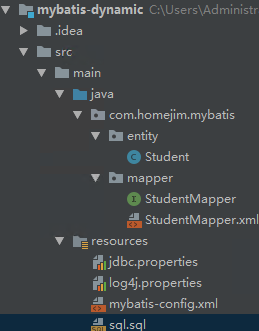 mybatis-dynamic C:\Users\Administr
.idea
src
main
java
com.homejim.mybatis
entity
Student
mapper
StudentMapper
StudentMapper.xml
resources
jdbc.properties
log4j.properties
mybatis-config.xml
sql.sql